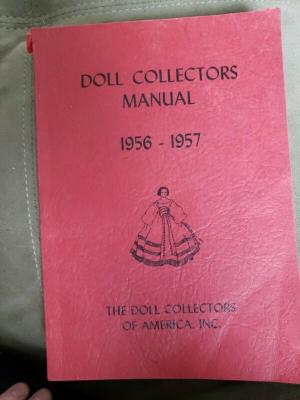 DOLL COLLECTORS
MANUAL
1956 - 1957
THE DOLL COLLECTORS
OF AMERICA, INC.